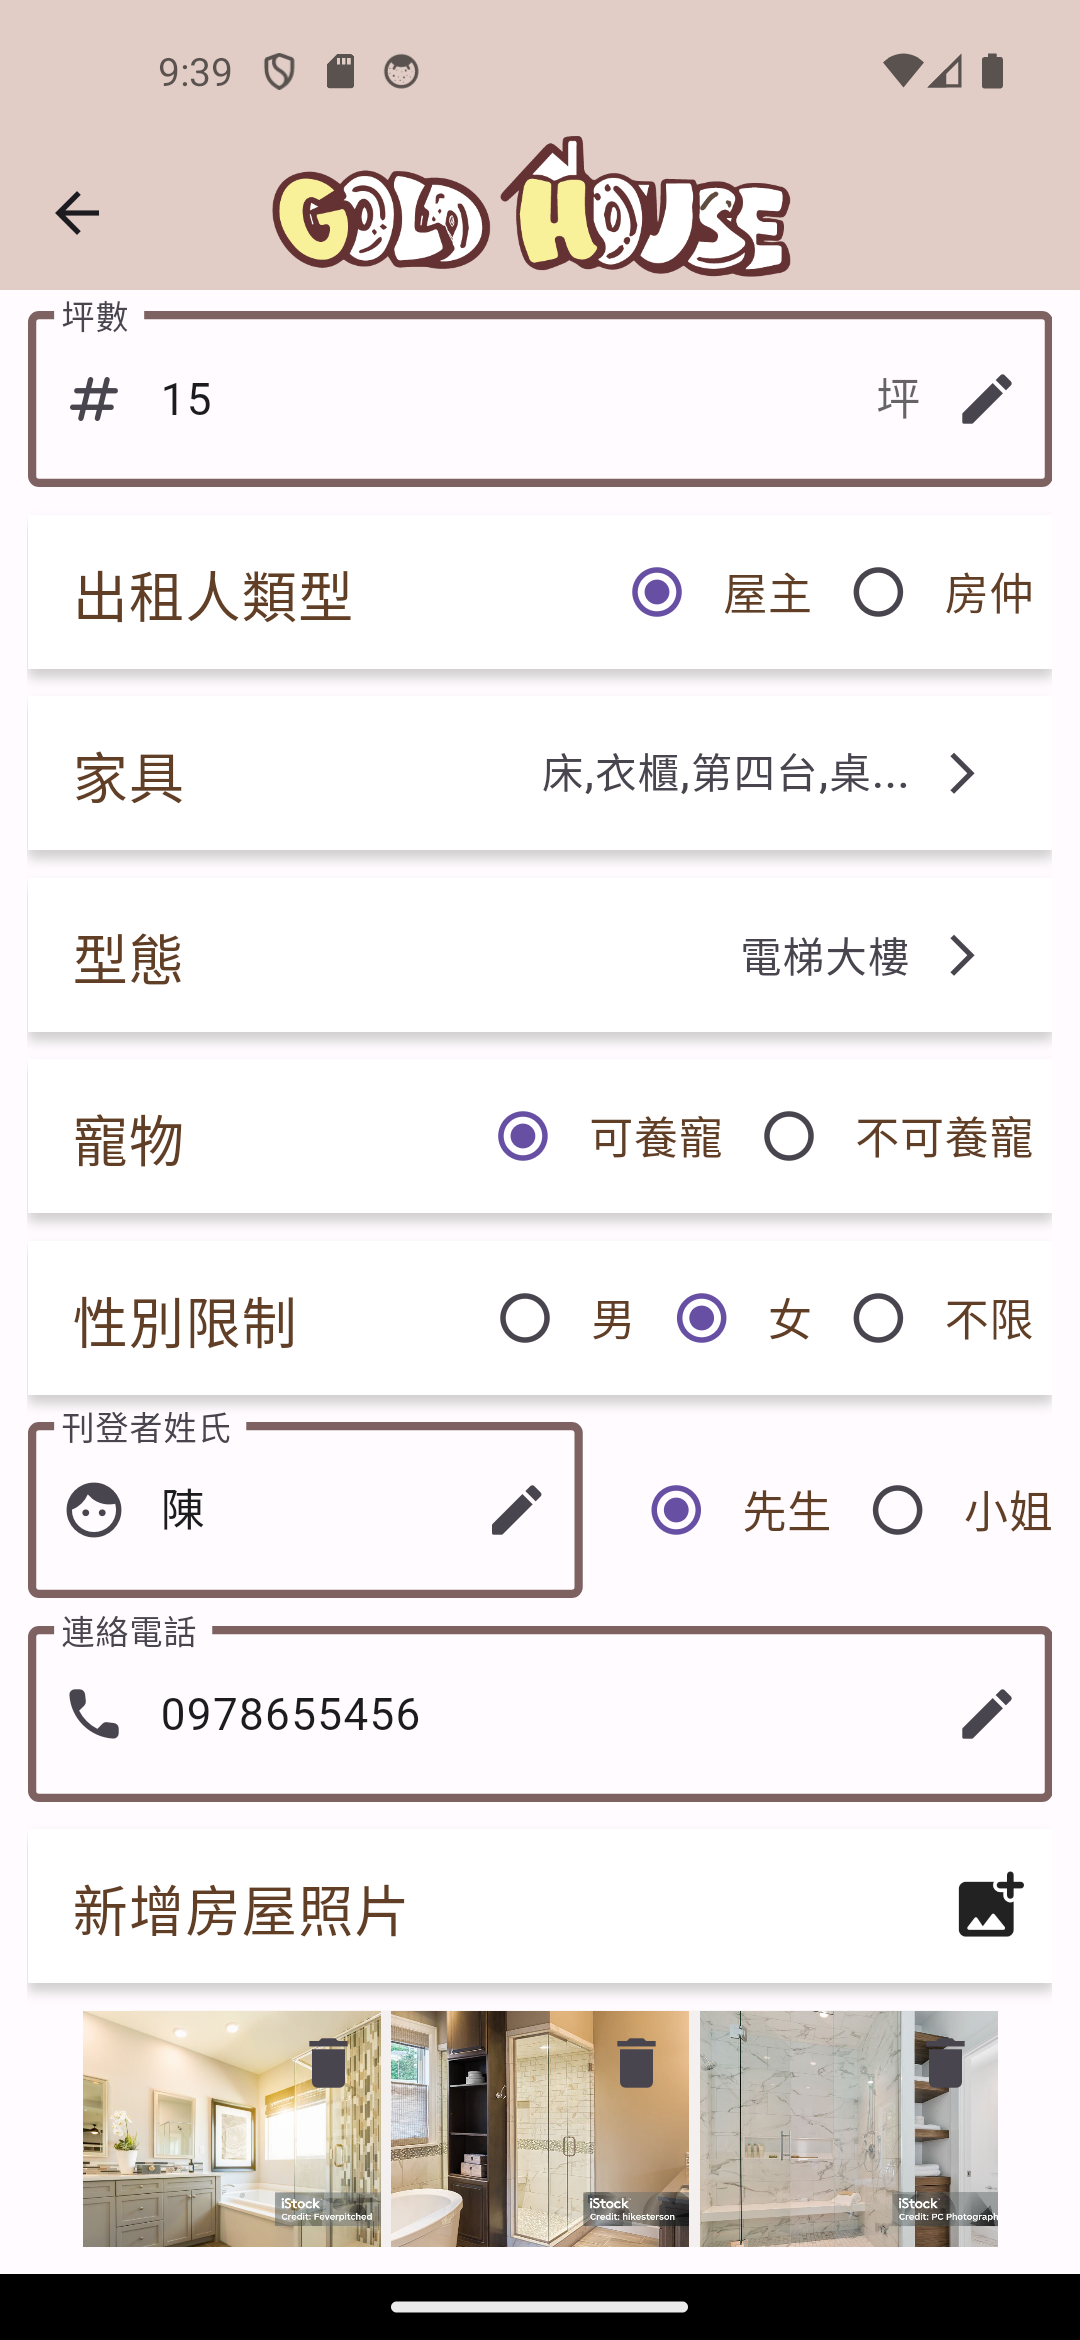 9:39
GOLD HOUSE
坪數
15 坪
出租人類型 屋主 房仲
家具 床,衣櫃,第四台,桌...
型態 電梯大樓
寵物 可養寵 不可養寵
性別限制 男 女 不限
刊登者姓氏
陳 先生 小姐
連絡電話
0978655456
新增房屋照片
iStock
Credit: Feverpitched
iStock
Credit: hikesterson
iStock
Credit: PC Photograph